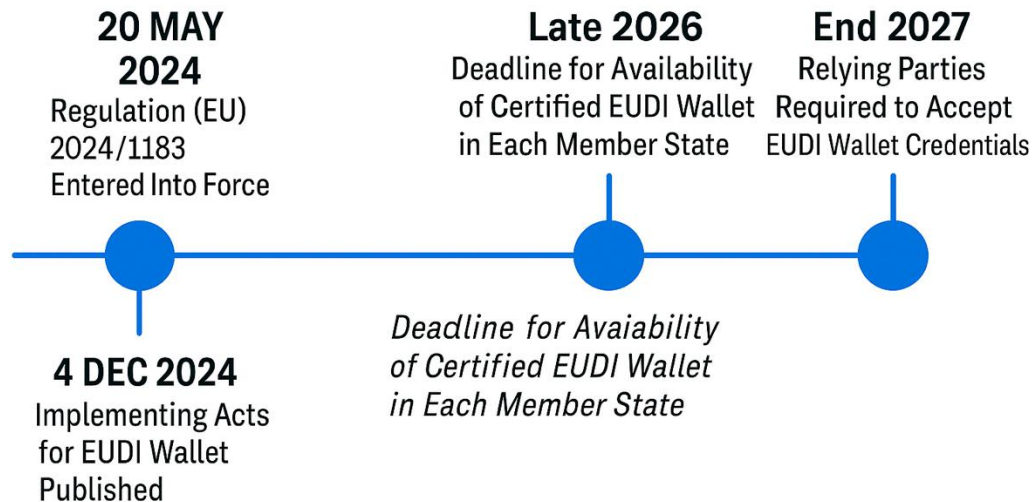 20 MAY
2024
Regulation (EU)
2024/1183
Entered Into Force
Late 2026
Deadline for Availability
of Certified EUDI Wallet
in Each Member State
End 2027
Relying Parties
Required to Accept
EUDI Wallet Credentials
4 DEC 2024
Implementing Acts
for EUDI Wallet
Published
Deadline for Avaiability
of Certified EUDI Wallet
in Each Member State